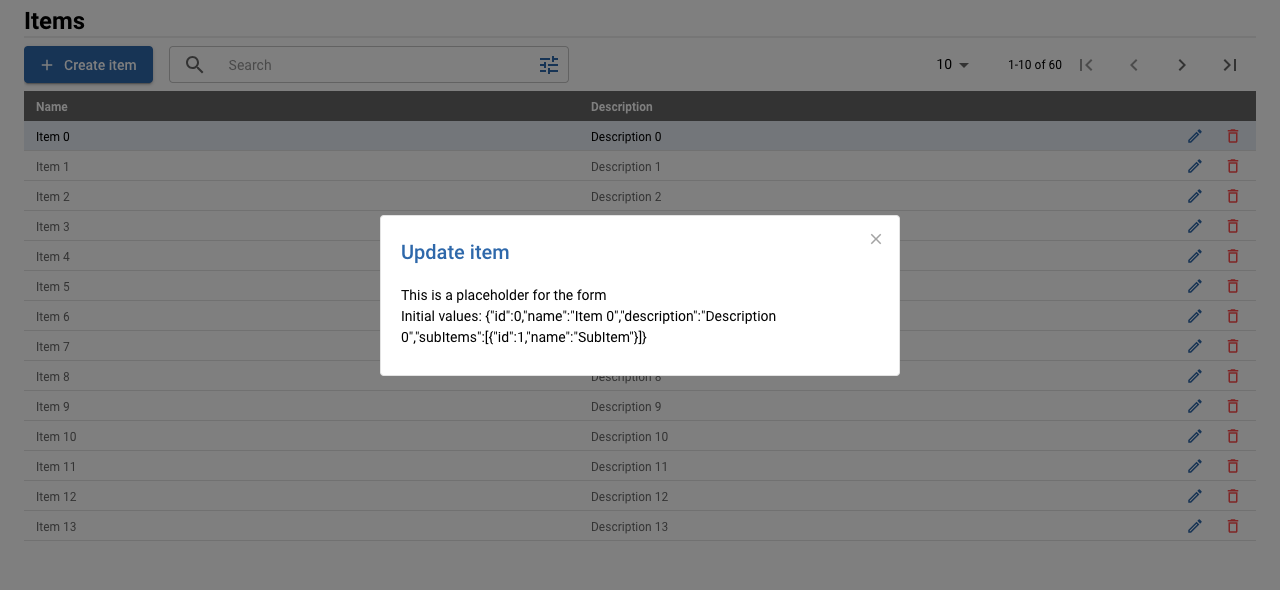 Items
Create item
Search
10
1-10 of 60
Name Description
Item 0 Description 0
Item 1 Description 1
Item 2 Description 2
Item 3
Item 4
Item 5
Item 6
Item 7
Item 8 Description 8
Item 9 Description 9
Item 10 Description 10
Item 11 Description 11
Item 12 Description 12
Item 13 Description 13
Update item
This is a placeholder for the form
Initial values: {"id":0,"name":"Item 0","description":"Description
0","subItems":[{"id":1,"name":"SubItem"}]}